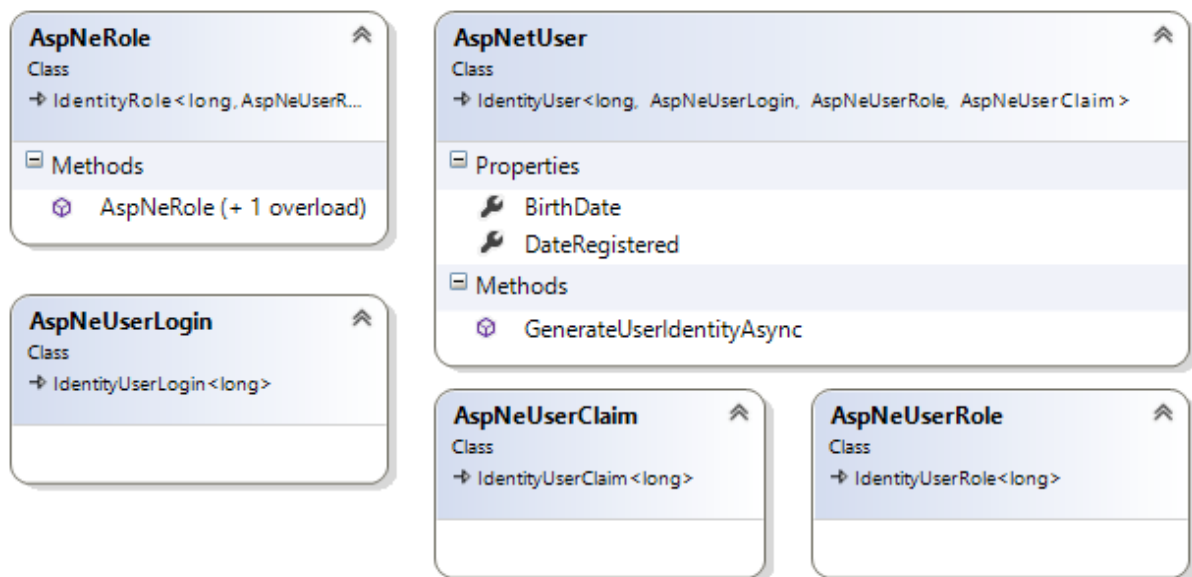 AspNeRole
Class
IdentityRole<long, AspNeUserR...
Methods
AspNeRole (+ 1 overload)
AspNetUser
Class
IdentityUser<long, AspNeUserLogin, AspNeUserRole, AspNeUserClaim>
Properties
BirthDate
DateRegistered
Methods
GenerateUserIdentityAsync
AspNeUserLogin
Class
IdentityUserLogin<long>
AspNeUserClaim
Class
IdentityUserClaim<long>
AspNeUserRole
Class
IdentityUserRole<long>